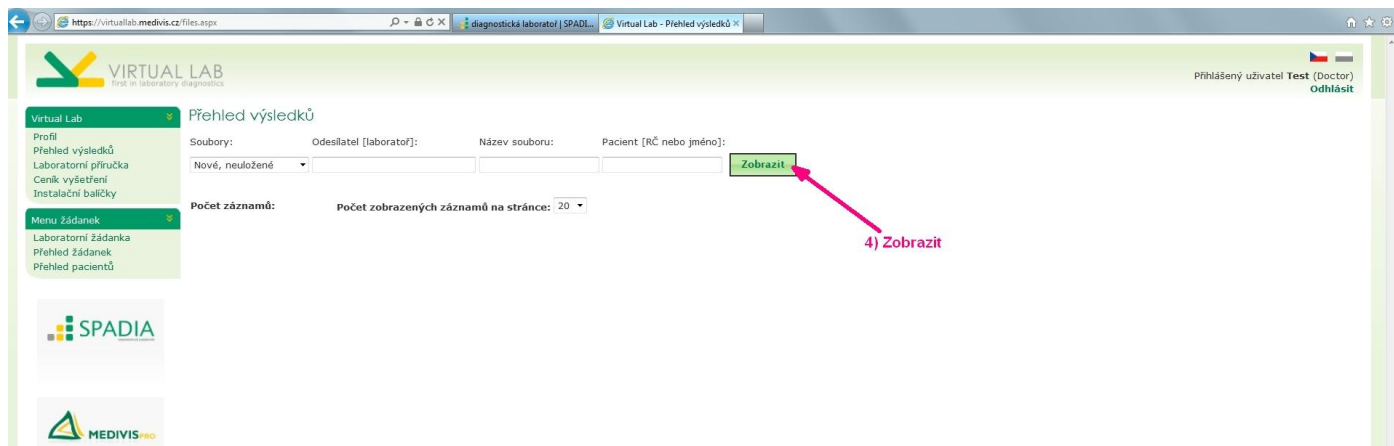 https://virtuallab.medivis.cz/files.aspx
diagnostická laboratoř | SPADI...
Virtual Lab - Přehled výsledků
VIRTUAL LAB
first in laboratory diagnostics
Přihlášený uživatel Test (Doctor)
Odhlásit
Virtual Lab
Profil
Přehled výsledků
Laboratorní příručka
Ceník vyšetření
Instalační balíčky
Menu žádanek
Laboratorní žádanka
Přehled žádanek
Přehled pacientů
SPADIA
MEDIVIS PRO
Přehled výsledků
Soubory: Odesílatel [laboratoř]: Název souboru: Pacient [RČ nebo jméno]:
Nové, neuložené Zobrazit
Počet záznamů: Počet zobrazených záznamů na stránce: 20
4) Zobrazit